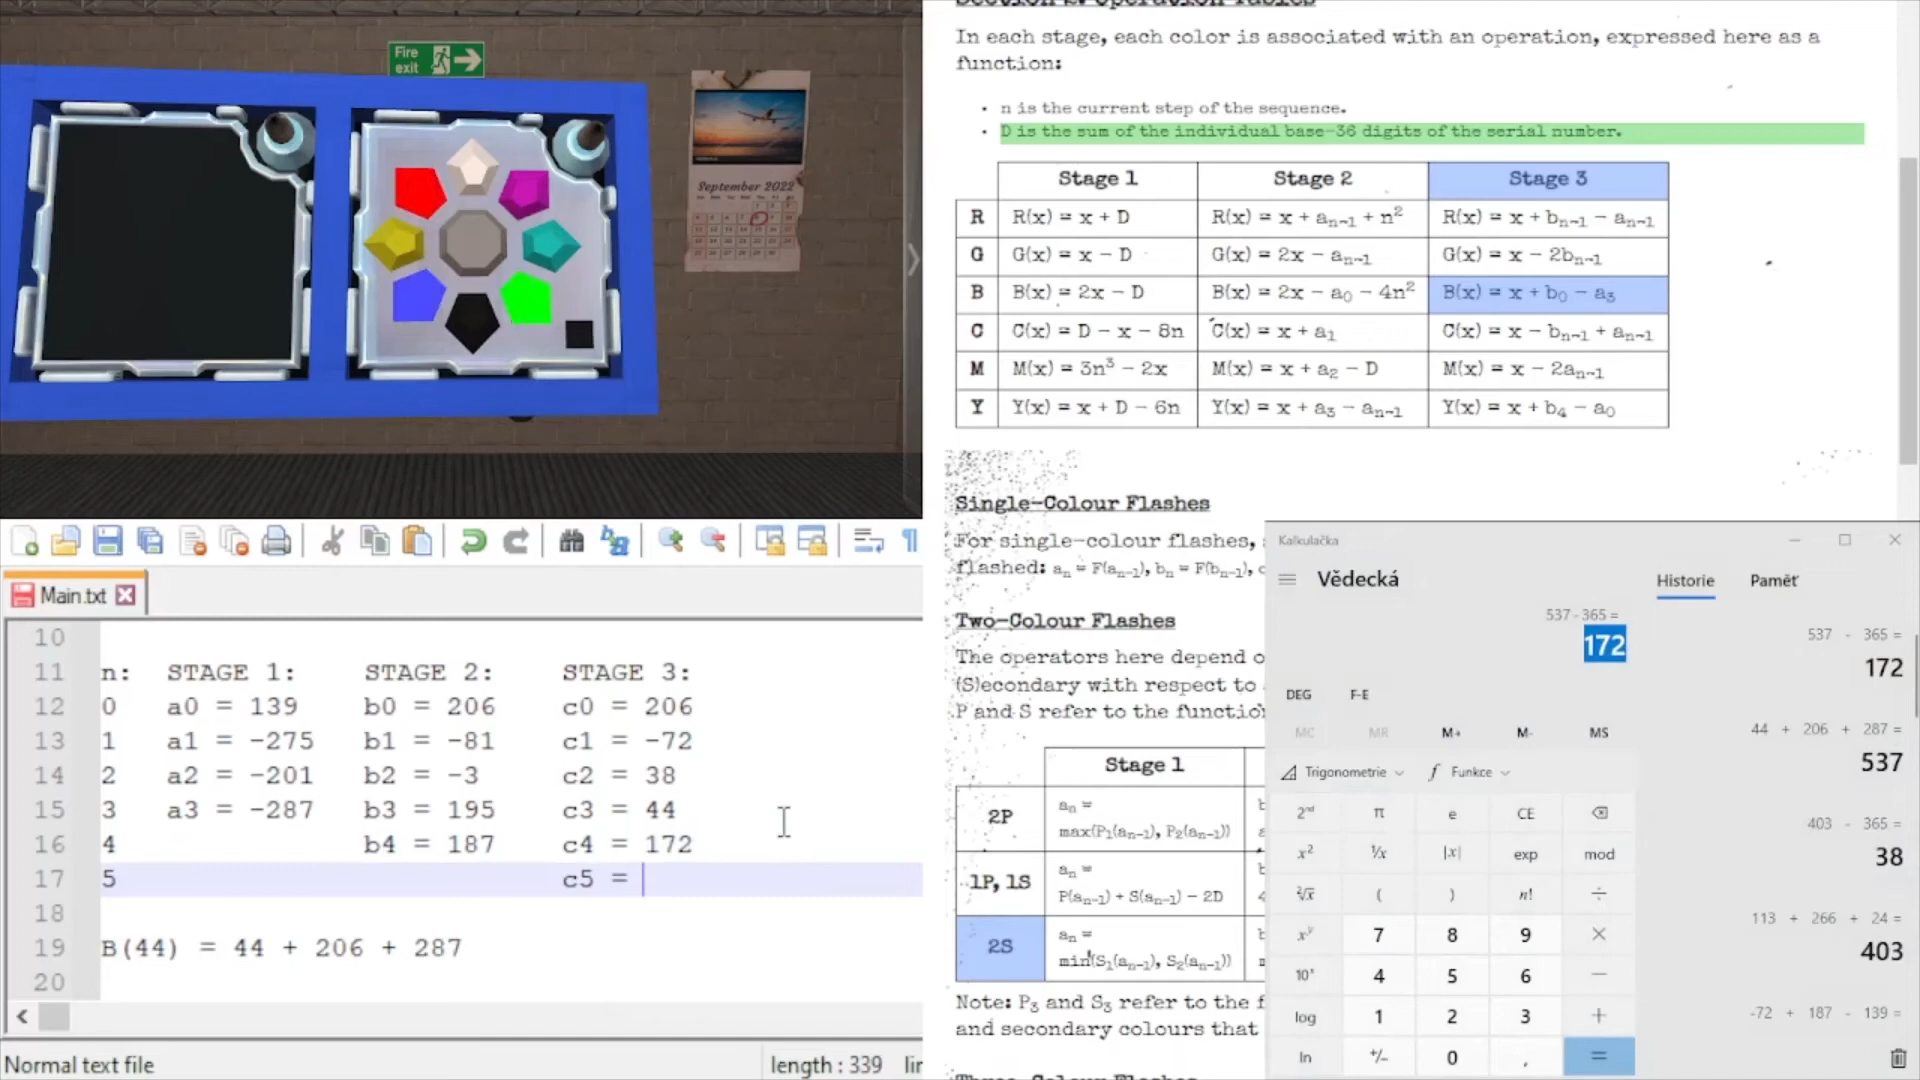 Fire
exit
September 2022
Section 2: Operation Tables
In each stage, each color is associated with an operation, expressed here as a
function:
• n is the current step of the sequence.
• D is the sum of the individual base-36 digits of the serial number.
Stage 1 Stage 2 Stage 3
R R(x) = x + D R(x) = x + aₙ₋₁ + n² R(x) = x + bₙ₋₁ − aₙ₋₁
G G(x) = x − D G(x) = 2x − aₙ₋₁ G(x) = x − 2bₙ₋₁
B B(x) = 2x − D B(x) = 2x − a₀ − 4n² B(x) = x + b₀ − a₃
C C(x) = D − x − 8n C(x) = x + a₁ C(x) = x − bₙ₋₁ + aₙ₋₁
M M(x) = 3n³ − 2x M(x) = x + a₂ − D M(x) = x − 2aₙ₋₁
Y Y(x) = x + D − 6n Y(x) = x + a₃ − aₙ₋₁ Y(x) = x + b₄ − a₀
Single-Colour Flashes
For single-colour flashes,
flashed: aₙ = F(aₙ₋₁), bₙ = F(bₙ₋₁),
Two-Colour Flashes
The operators here depend o
(S)econdary with respect to
P and S refer to the function
Stage 1
2P
aₙ =
max(P₁(aₙ₋₁), P₂(aₙ₋₁))
1P, 1S
aₙ =
P(aₙ₋₁) + S(aₙ₋₁) − 2D
2S
aₙ =
min(S₁(aₙ₋₁), S₂(aₙ₋₁))
Note: P₃ and S₃ refer to the f
and secondary colours that
Main.txt
10
11 n: STAGE 1: STAGE 2: STAGE 3:
12 0 a0 = 139 b0 = 206 c0 = 206
13 1 a1 = -275 b1 = -81 c1 = -72
14 2 a2 = -201 b2 = -3 c2 = 38
15 3 a3 = -287 b3 = 195 c3 = 44
16 4 b4 = 187 c4 = 172
17 5 c5 =
18
19 B(44) = 44 + 206 + 287
20
Normal text file length : 339 lin
Kalkulačka
Vědecká
537 - 365 =
172
DEG F-E
MC MR M+ M- MS
Trigonometrie Funkce
2ⁿᵈ π e CE
x² ¹/x |x| exp mod
²√x ( ) n! ÷
xʸ 7 8 9 ×
10ˣ 4 5 6 −
log 1 2 3 +
ln +/− 0 , =
Historie Paměť
537 - 365 =
172
44 + 206 + 287 =
537
403 - 365 =
38
113 + 266 + 24 =
403
-72 + 187 - 139 =